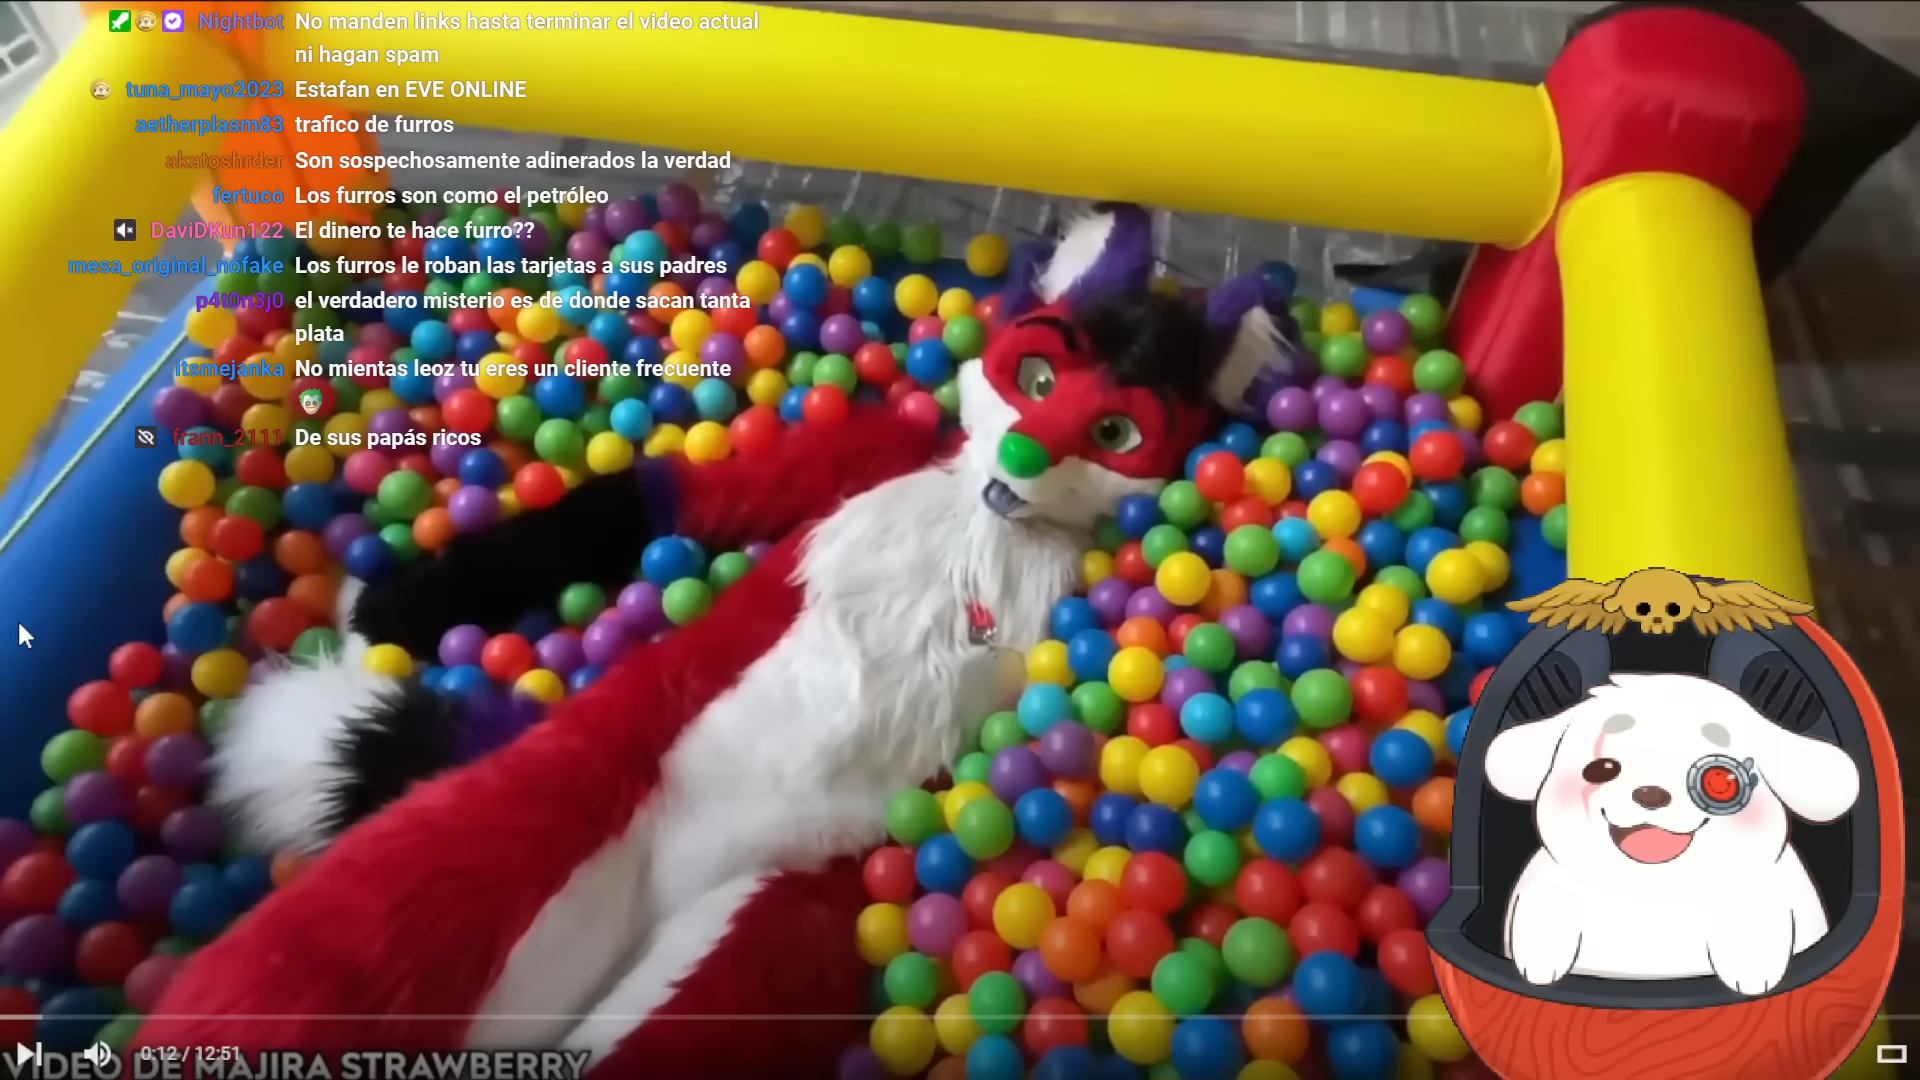 Nightbot No manden links hasta terminar el video actual
ni hagan spam
tuna_mayo2023 Estafan en EVE ONLINE
aetherplasm83 trafico de furros
akatoshrder Son sospechosamente adinerados la verdad
fertuco Los furros son como el petróleo
DaviDKun122 El dinero te hace furro??
mesa_original_nofake Los furros le roban las tarjetas a sus padres
p4t0n3j0 el verdadero misterio es de donde sacan tanta
plata
itsmejanka No mientas leoz tu eres un cliente frecuente
frann_2111 De sus papás ricos
0:12 / 12:51
VIDEO DE MAJIRA STRAWBERRY